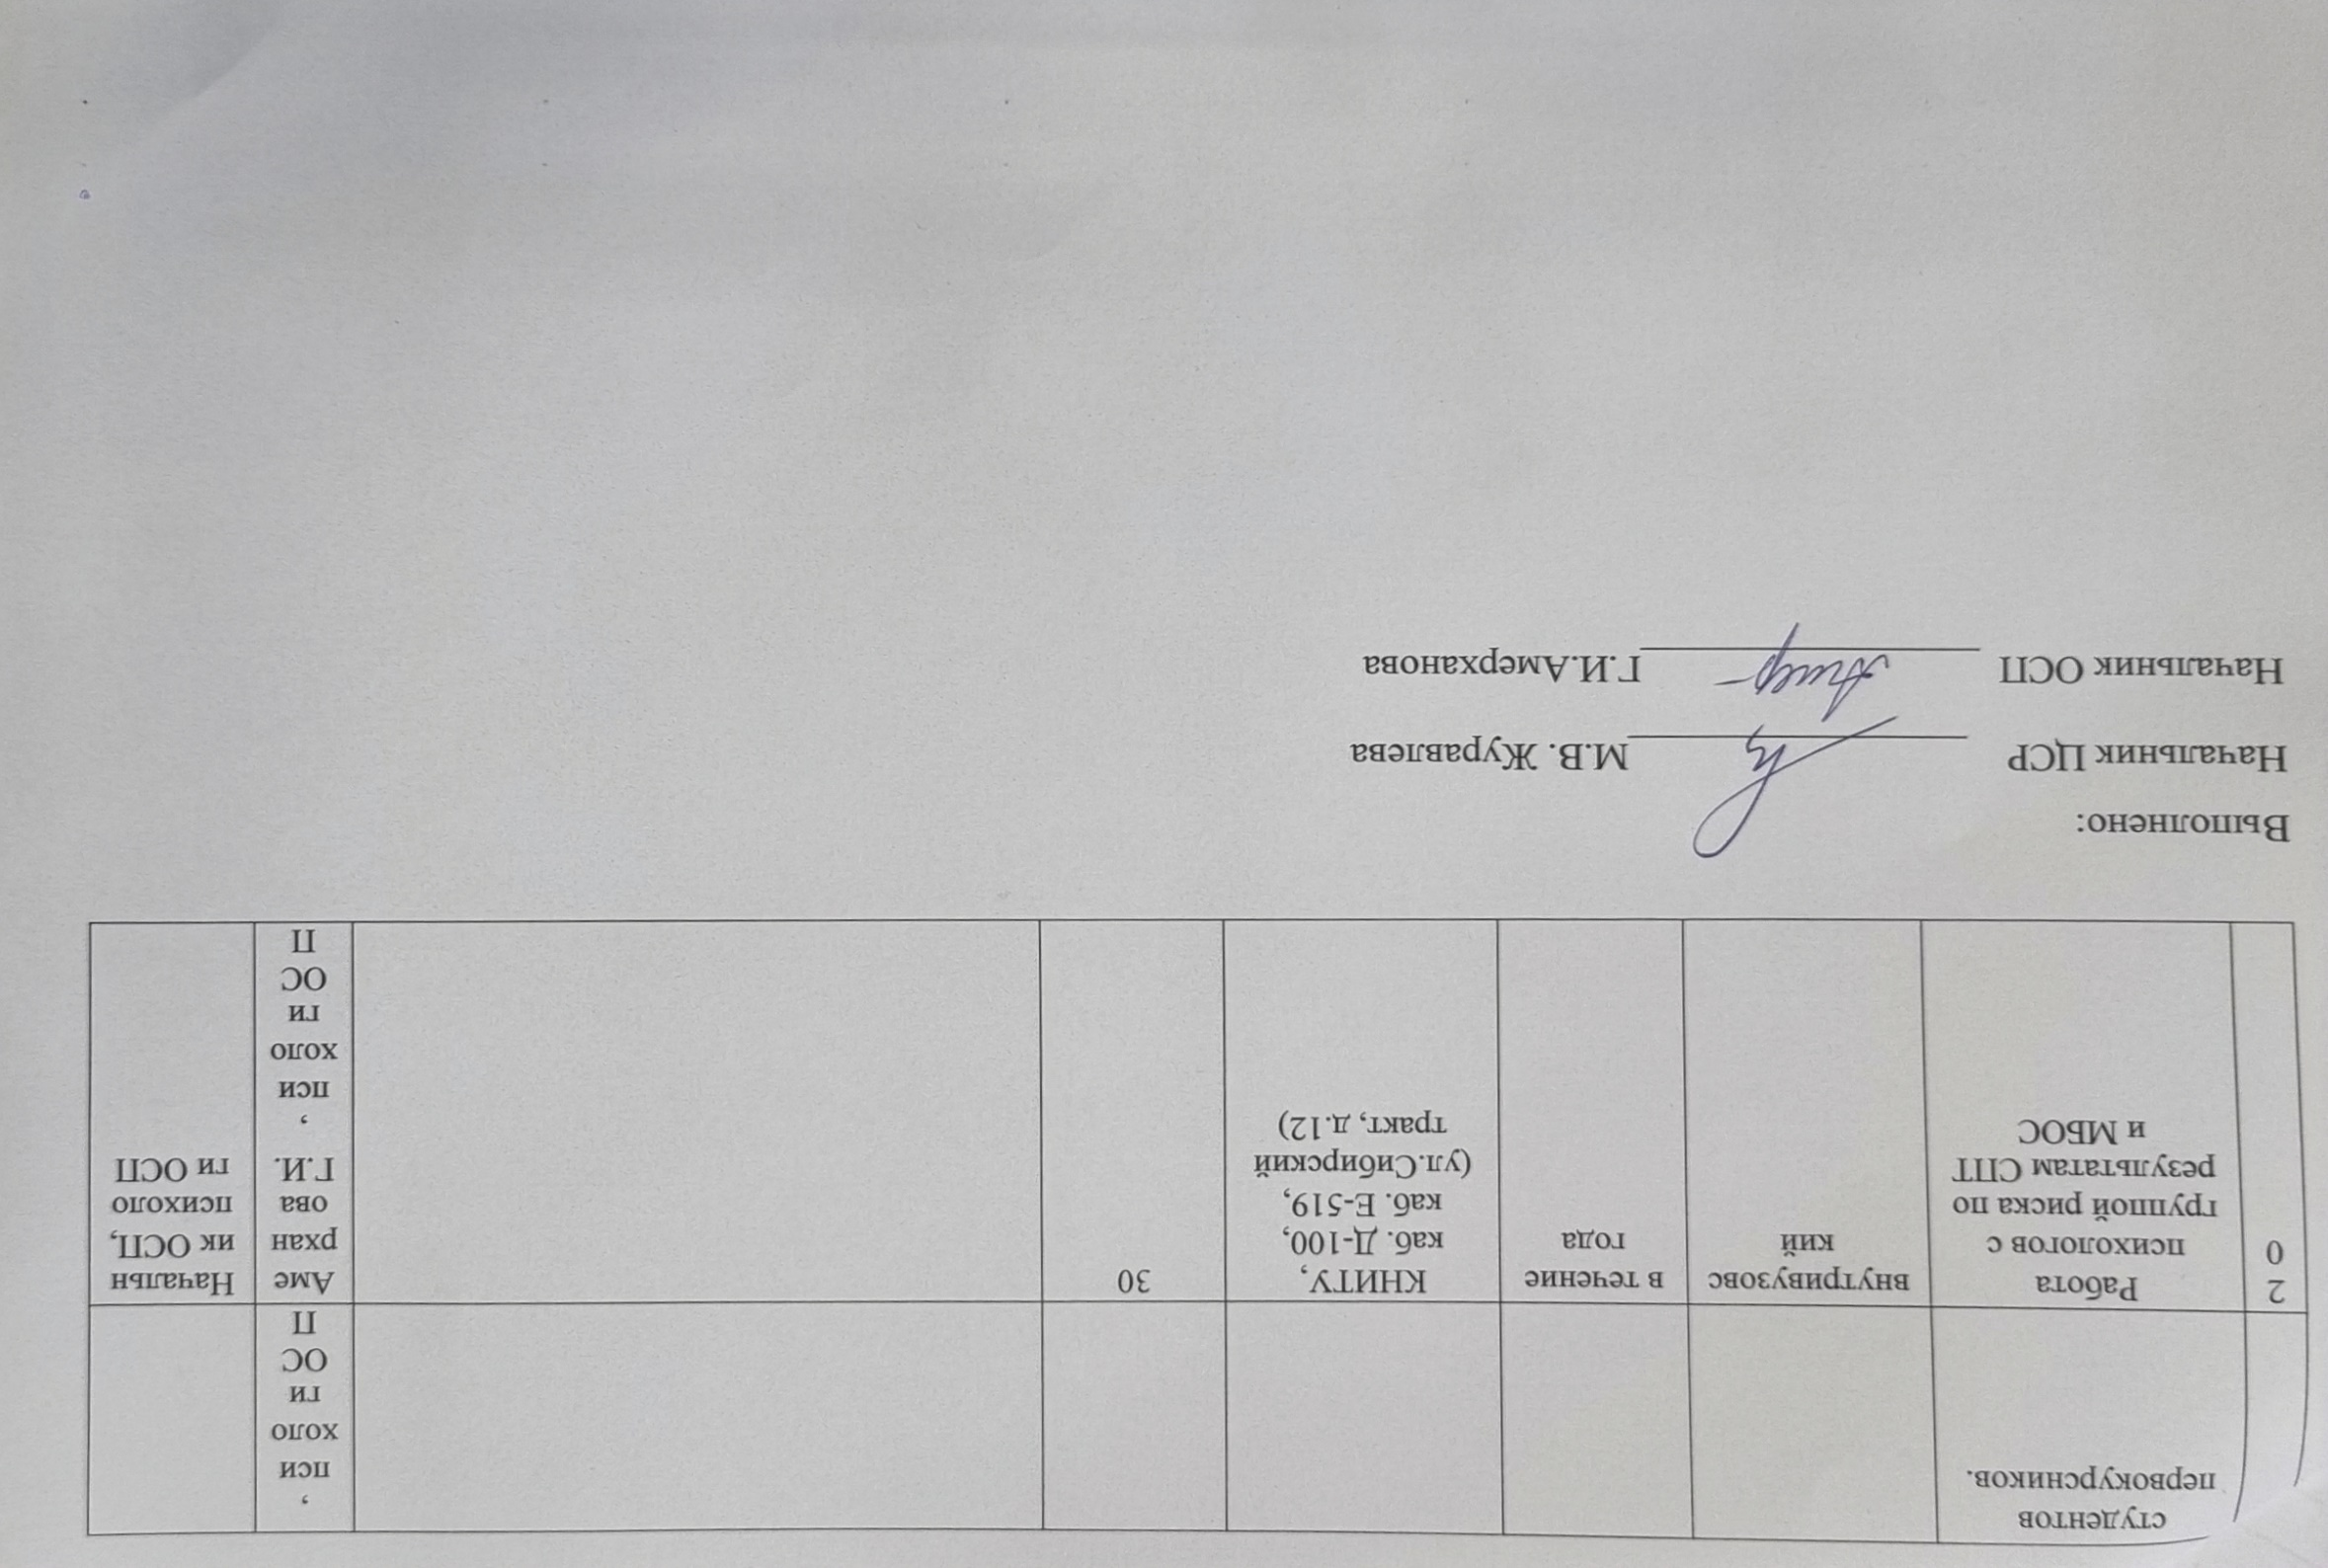 студентов
первокурсников.
,
пси
холо
ги
ОС
П
2
0
Работа
психологов с
группой риска по
результатам СПТ
и МВОС
внутривузовс
кий
в течение
года
КНИТУ,
каб. Д-100,
каб. Е-519,
(ул.Сибирский
тракт, д.12)
30
Аме
рхан
ова
Г.И.
,
пси
холо
ги
ОС
П
Начальн
ик ОСП,
психоло
ги ОСП
Выполнено:
Начальник ЦСР М.В. Журавлева
Начальник ОСП Г.И.Амерханова